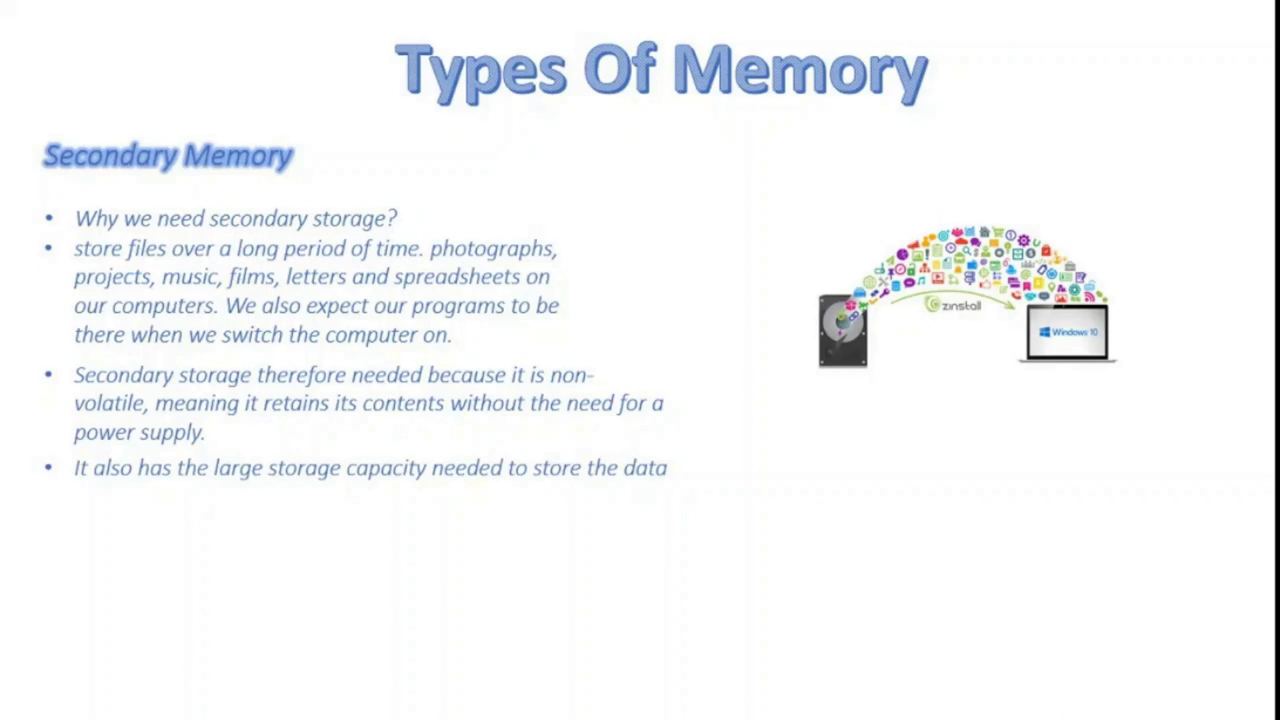 Types Of Memory
Secondary Memory
• Why we need secondary storage?
• store files over a long period of time. photographs,
projects, music, films, letters and spreadsheets on
our computers. We also expect our programs to be
there when we switch the computer on.
• Secondary storage therefore needed because it is non-
volatile, meaning it retains its contents without the need for a
power supply.
• It also has the large storage capacity needed to store the data
zinstall
Windows 10